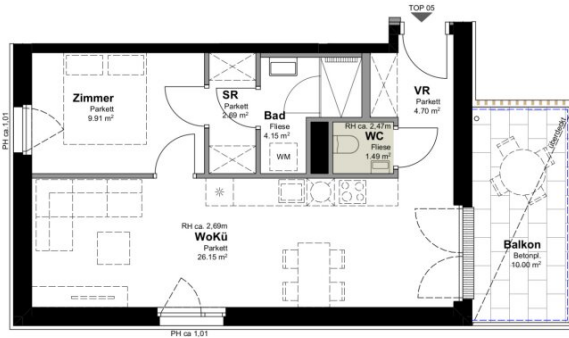 TOP 05
Zimmer
Parkett
9.91 m²
SR
Parkett
2.69 m²
Bad
Fliese
4.15 m²
WM
VR
Parkett
4.70 m²
RH ca. 2,47m
WC
Fliese
1.49 m²
PH ca 1,01
überdeckt
RH ca. 2,69m
WoKü
Parkett
26.15 m²
Balkon
Betonpl.
10.00 m²
PH ca 1,01